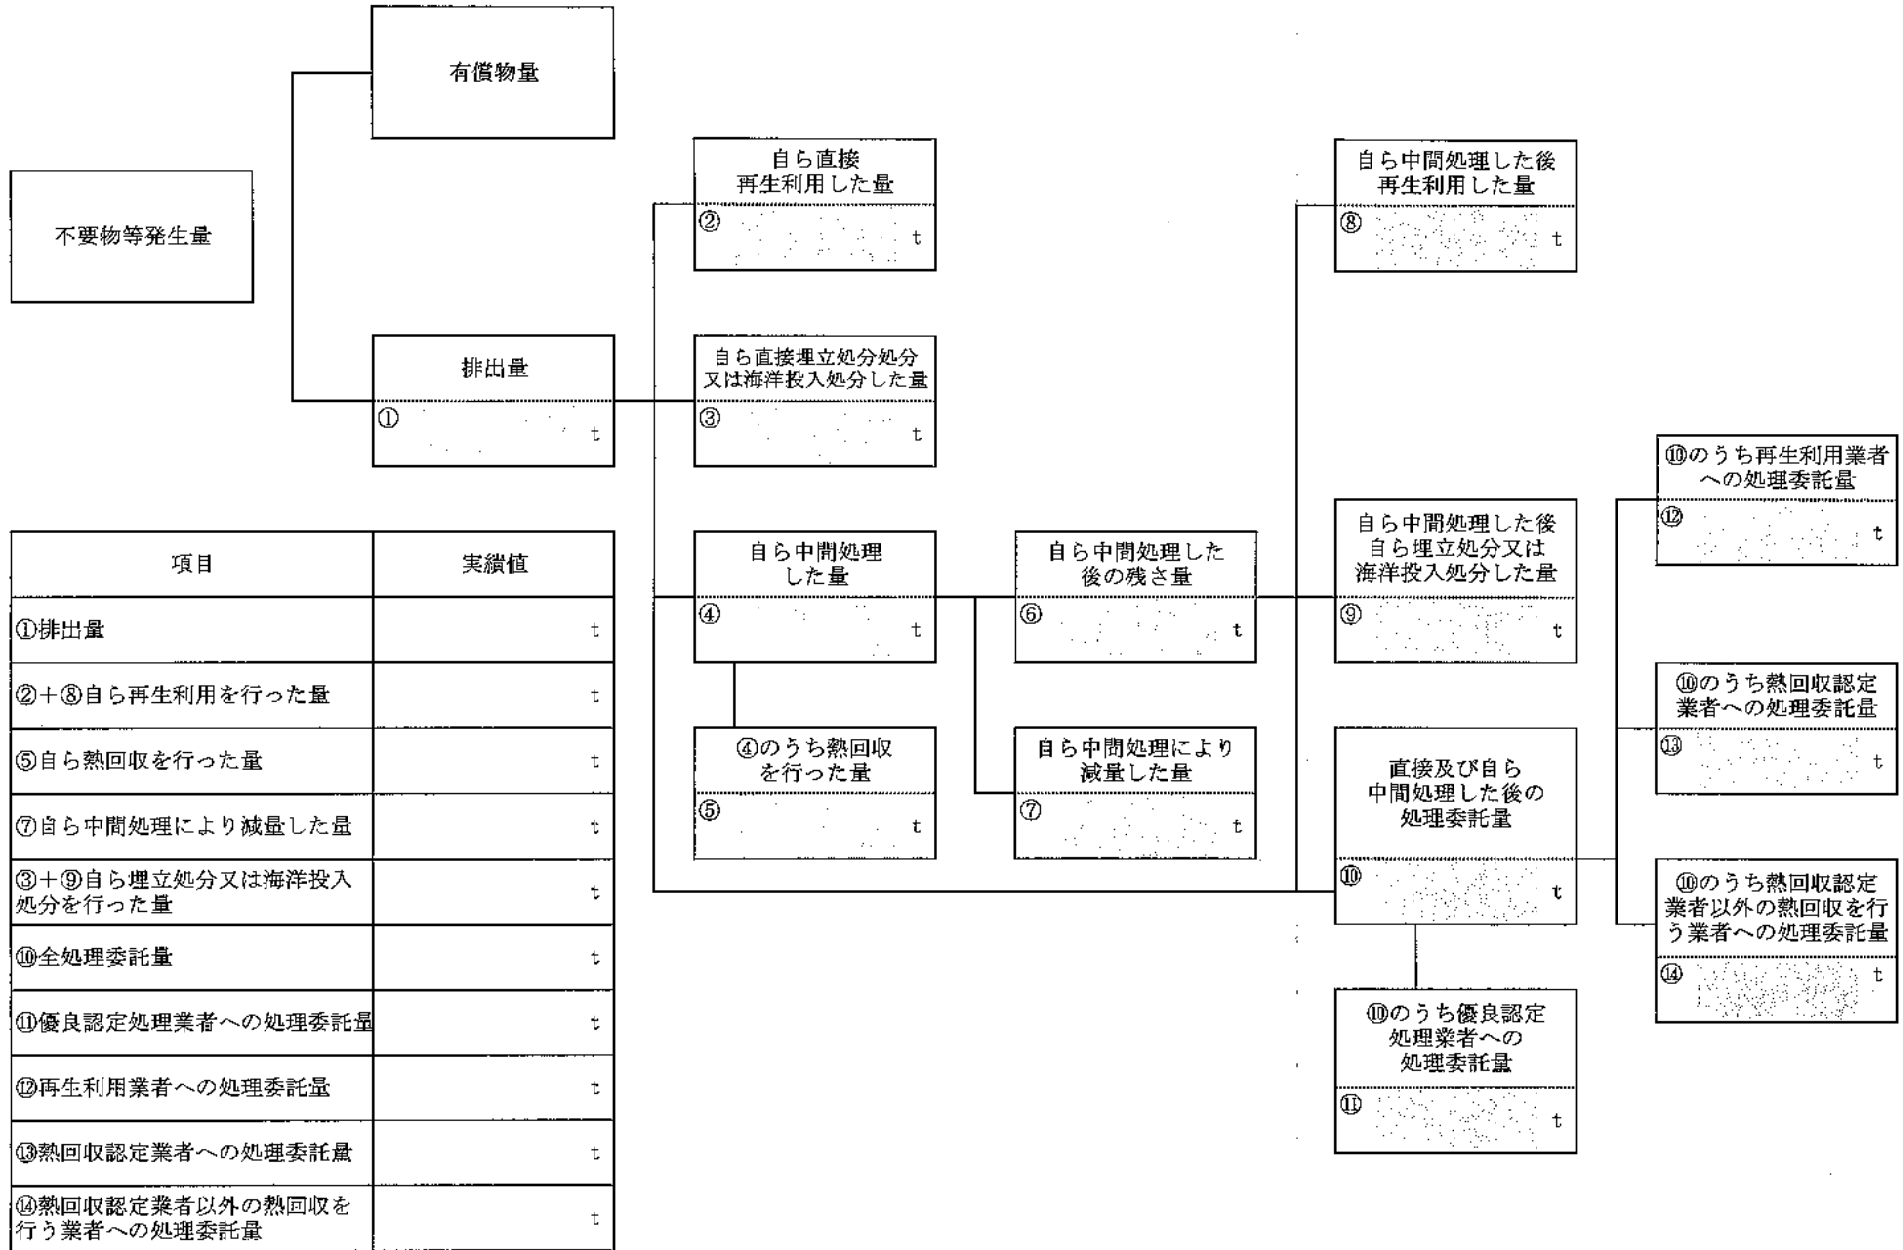 有償物量
不要物等発生量
自ら直接
再生利用した量
②
t
自ら中間処理した後
再生利用した量
⑧
t
排出量
①
t
自ら直接埋立処分処分
又は海洋投入処分した量
③
t
⑩のうち再生利用業者
への処理委託量
⑫
t
自ら中間処理
した量
④
t
自ら中間処理した
後の残さ量
⑥
t
自ら中間処理した後
自ら埋立処分又は
海洋投入処分した量
⑨
t
⑩のうち熱回収認定
業者への処理委託量
⑬
t
④のうち熱回収
を行った量
⑤
t
自ら中間処理により
減量した量
⑦
t
直接及び自ら
中間処理した後の
処理委託量
⑩
t
⑩のうち熱回収認定
業者以外の熱回収を行
う業者への処理委託量
⑭
t
⑩のうち優良認定
処理業者への
処理委託量
⑪
t
項目 実績値
①排出量 t
②+⑧自ら再生利用を行った量 t
⑤自ら熱回収を行った量 t
⑦自ら中間処理により減量した量 t
③+⑨自ら埋立処分又は海洋投入
処分を行った量 t
⑩全処理委託量 t
⑪優良認定処理業者への処理委託量 t
⑫再生利用業者への処理委託量 t
⑬熱回収認定業者への処理委託量 t
⑭熱回収認定業者以外の熱回収を
行う業者への処理委託量 t